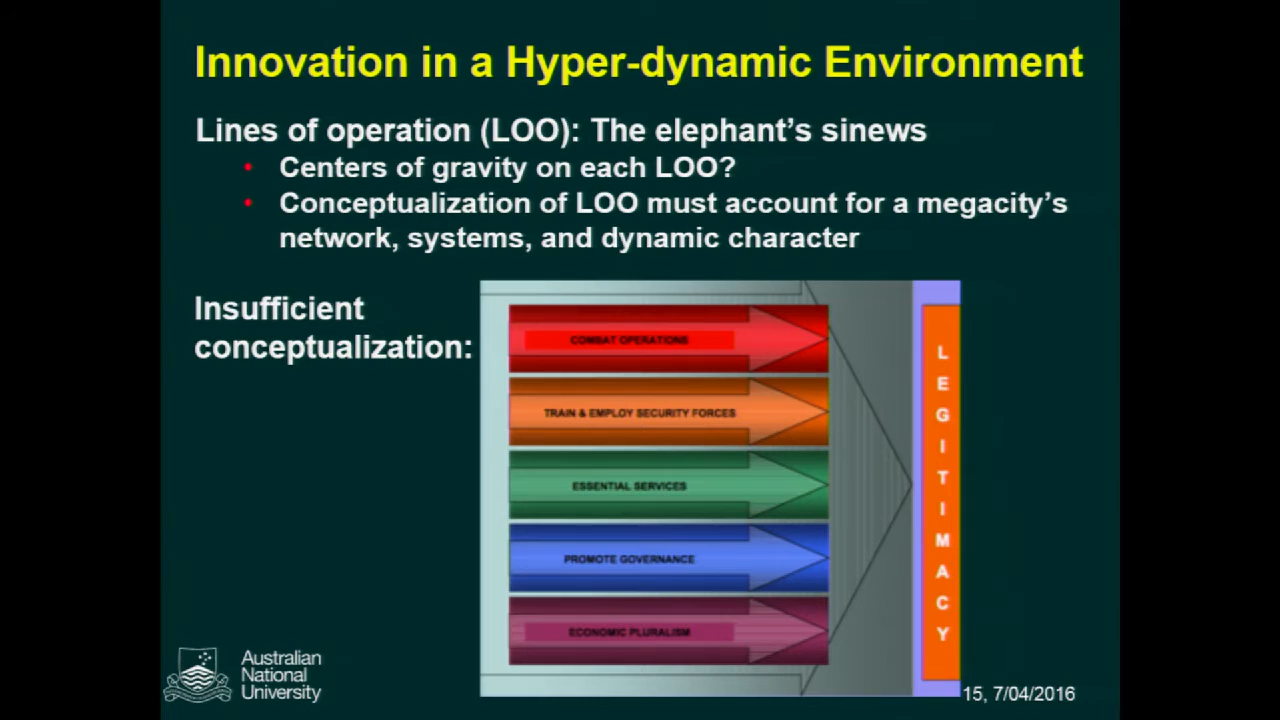 Innovation in a Hyper-dynamic Environment
Lines of operation (LOO): The elephant's sinews
• Centers of gravity on each LOO?
• Conceptualization of LOO must account for a megacity's
network, systems, and dynamic character
Insufficient
conceptualization:
COMBAT OPERATIONS
TRAIN & EMPLOY SECURITY FORCES
ESSENTIAL SERVICES
PROMOTE GOVERNANCE
ECONOMIC PLURALISM
LEGITIMACY
Australian
National
University
15, 7/04/2016